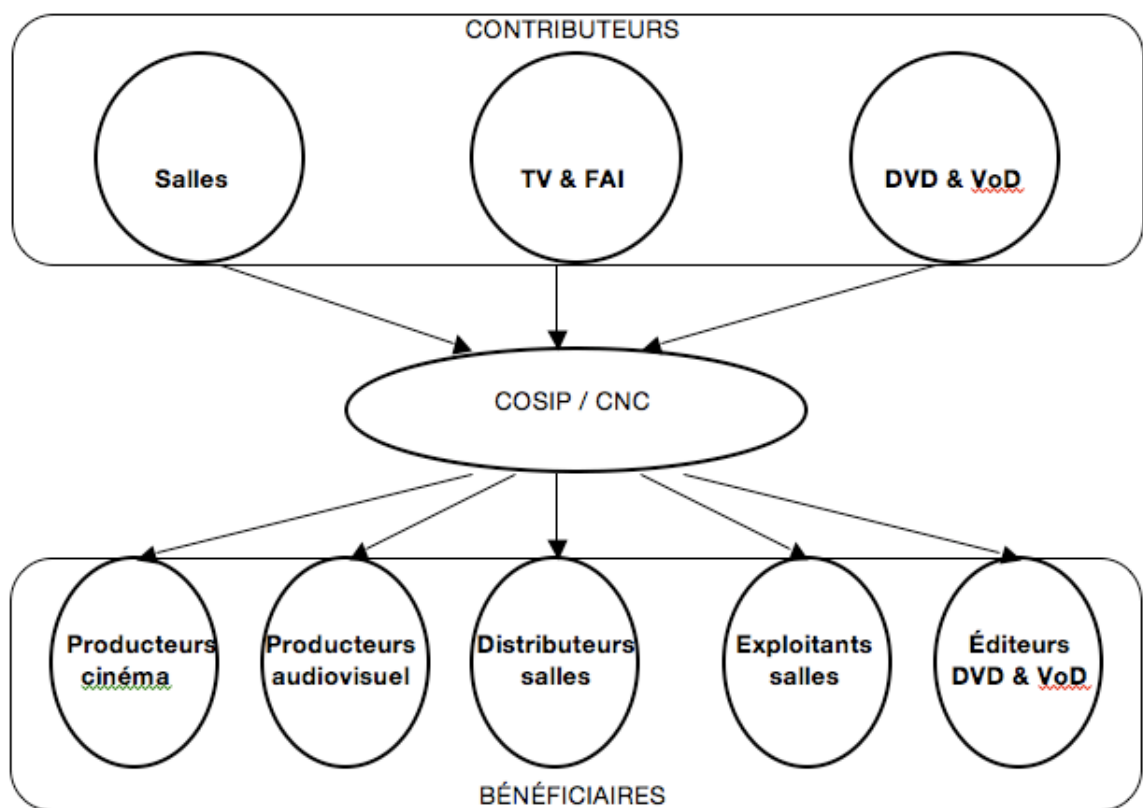 CONTRIBUTEURS
Salles
TV & FAI
DVD & VoD
COSIP / CNC
Producteurs
cinéma
Producteurs
audiovisuel
Distributeurs
salles
Exploitants
salles
Éditeurs
DVD & VoD
BÉNÉFICIAIRES